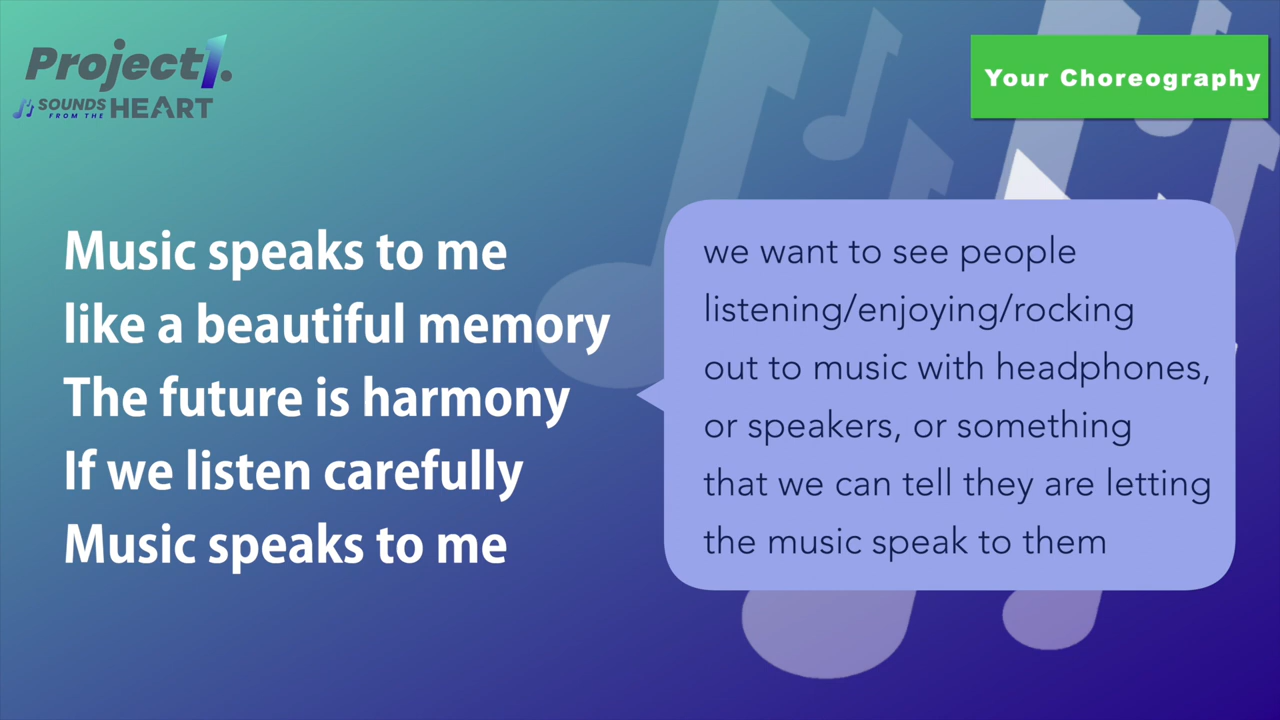 Project1.
SOUNDS
FROM THE
HEART
Your Choreography
Music speaks to me
like a beautiful memory
The future is harmony
If we listen carefully
Music speaks to me
we want to see people
listening/enjoying/rocking
out to music with headphones,
or speakers, or something
that we can tell they are letting
the music speak to them